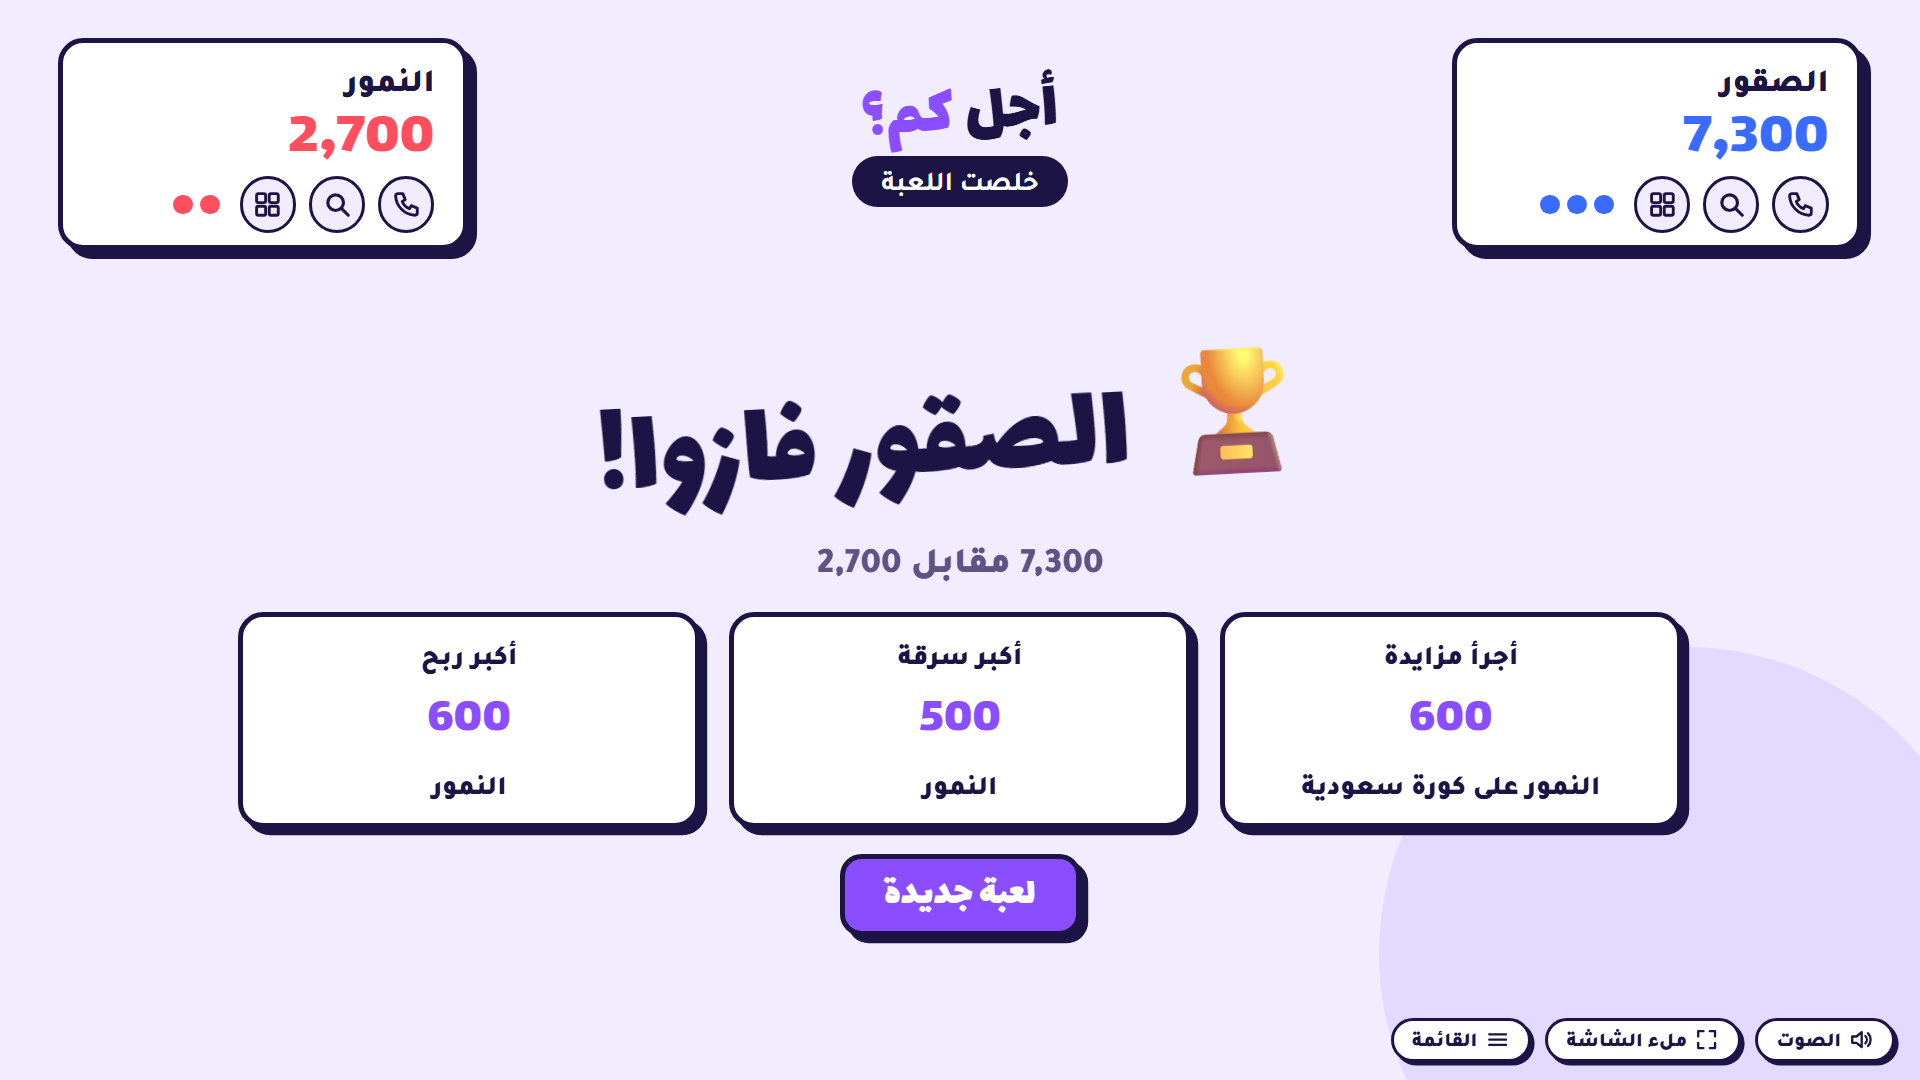 الصقور
7,300
أجل كم؟
خلصت اللعبة
النمور
2,700
الصقور فازوا!
7,300 مقابل 2,700
أجرأ مزايدة
600
النمور على كورة سعودية
أكبر سرقة
500
النمور
أكبر ربح
600
النمور
لعبة جديدة
الصوت
ملء الشاشة
القائمة